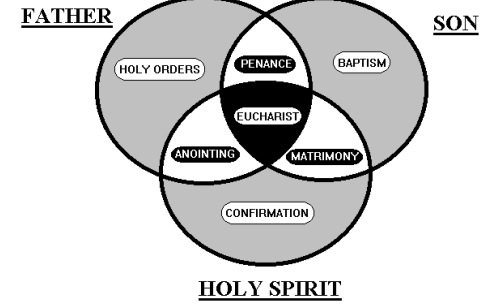 FATHER
SON
HOLY ORDERS
PENANCE
BAPTISM
EUCHARIST
ANOINTING
MATRIMONY
CONFIRMATION
HOLY SPIRIT